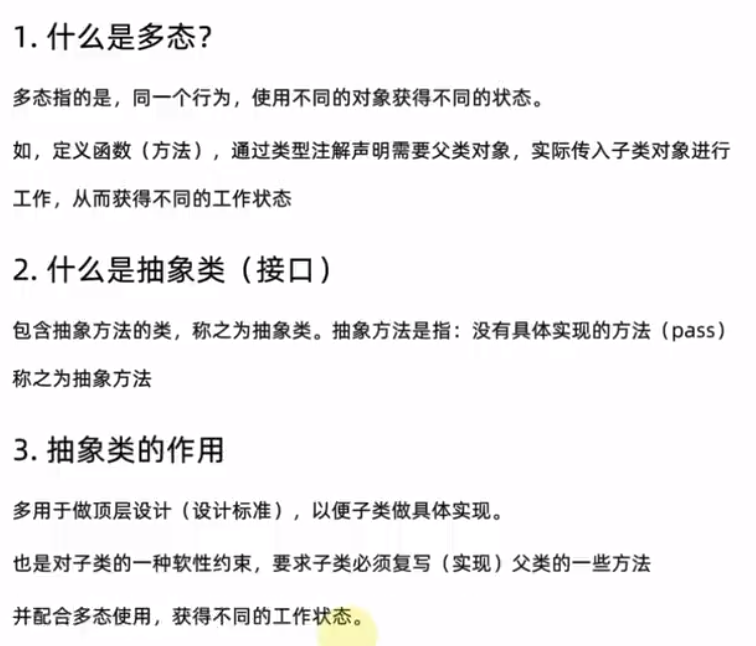 1. 什么是多态？
多态指的是，同一个行为，使用不同的对象获得不同的状态。
如，定义函数（方法），通过类型注解声明需要父类对象，实际传入子类对象进行
工作，从而获得不同的工作状态
2. 什么是抽象类（接口）
包含抽象方法的类，称之为抽象类。抽象方法是指：没有具体实现的方法（pass）
称之为抽象方法
3. 抽象类的作用
多用于做顶层设计（设计标准），以便子类做具体实现。
也是对子类的一种软性约束，要求子类必须复写（实现）父类的一些方法
并配合多态使用，获得不同的工作状态。